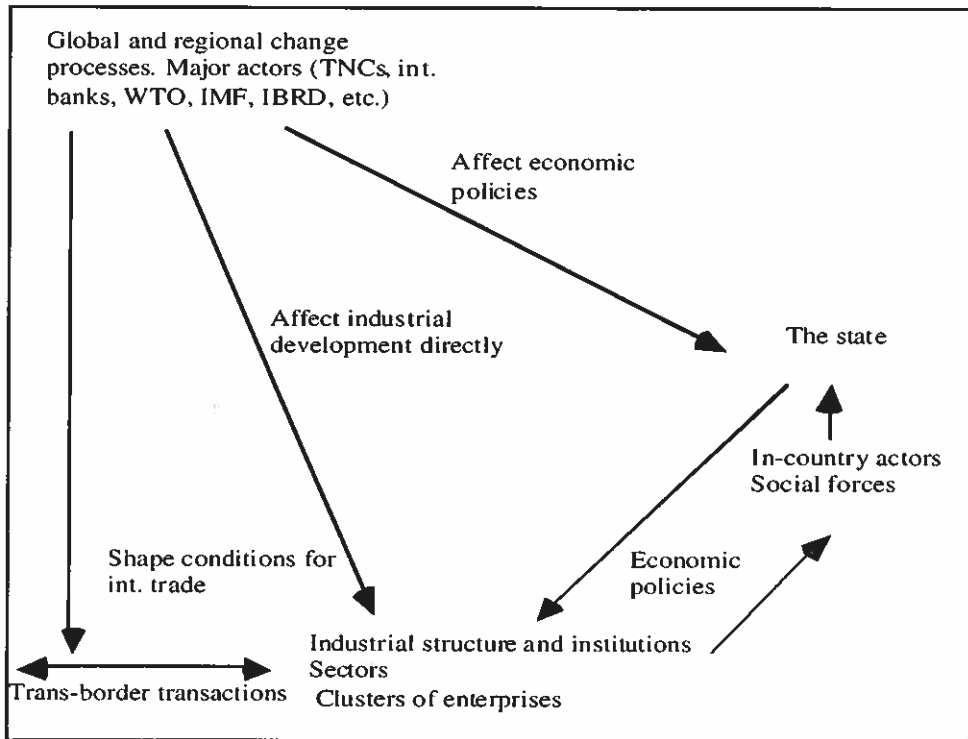 Global and regional change
processes. Major actors (TNCs, int.
banks, WTO, IMF, IBRD, etc.)
Affect economic
policies
Affect industrial
development directly
The state
In-country actors
Social forces
Shape conditions for
int. trade
Economic
policies
Industrial structure and institutions
Sectors
Clusters of enterprises
Trans-border transactions